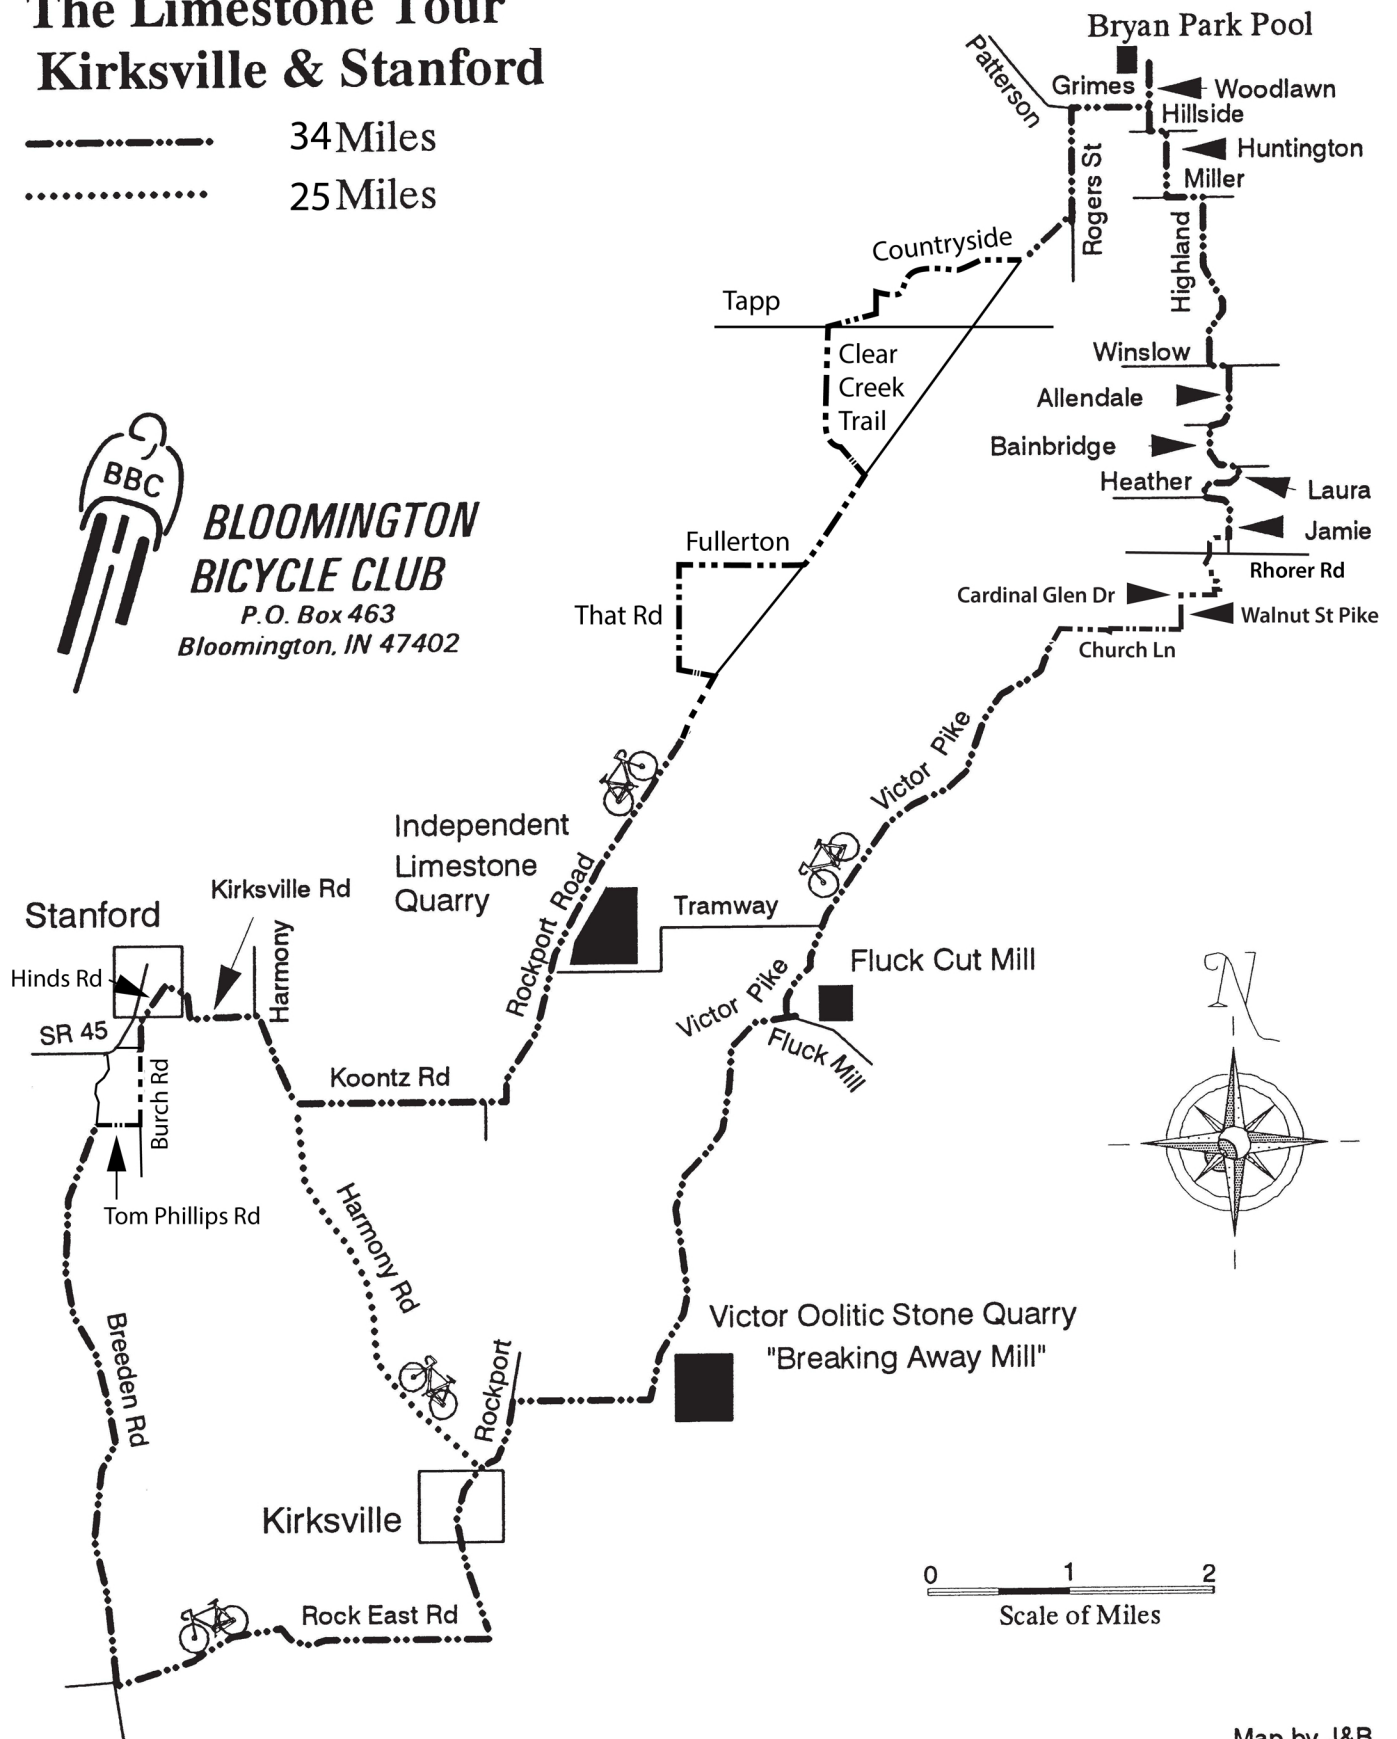 The Limestone Tour
Kirksville & Stanford
34 Miles
25 Miles
Bryan Park Pool
Patterson
Grimes
Woodlawn
Hillside
Huntington
Miller
Rogers St
Highland
Countryside
Tapp
Clear
Creek
Trail
Winslow
Allendale
Bainbridge
Heather
Laura
Jamie
Rhorer Rd
Cardinal Glen Dr
Walnut St Pike
Church Ln
BBC
BLOOMINGTON
BICYCLE CLUB
P.O. Box 463
Bloomington, IN 47402
Fullerton
That Rd
Victor Pike
Independent
Limestone
Quarry
Rockport Road
Tramway
Fluck Cut Mill
Victor Pike
Fluck Mill
Kirksville Rd
Stanford
Harmony
Hinds Rd
SR 45
Burch Rd
Koontz Rd
Tom Phillips Rd
N
Harmony Rd
Breeden Rd
Victor Oolitic Stone Quarry
"Breaking Away Mill"
Rockport
Kirksville
Rock East Rd
0 1 2
Scale of Miles
Map by J&B